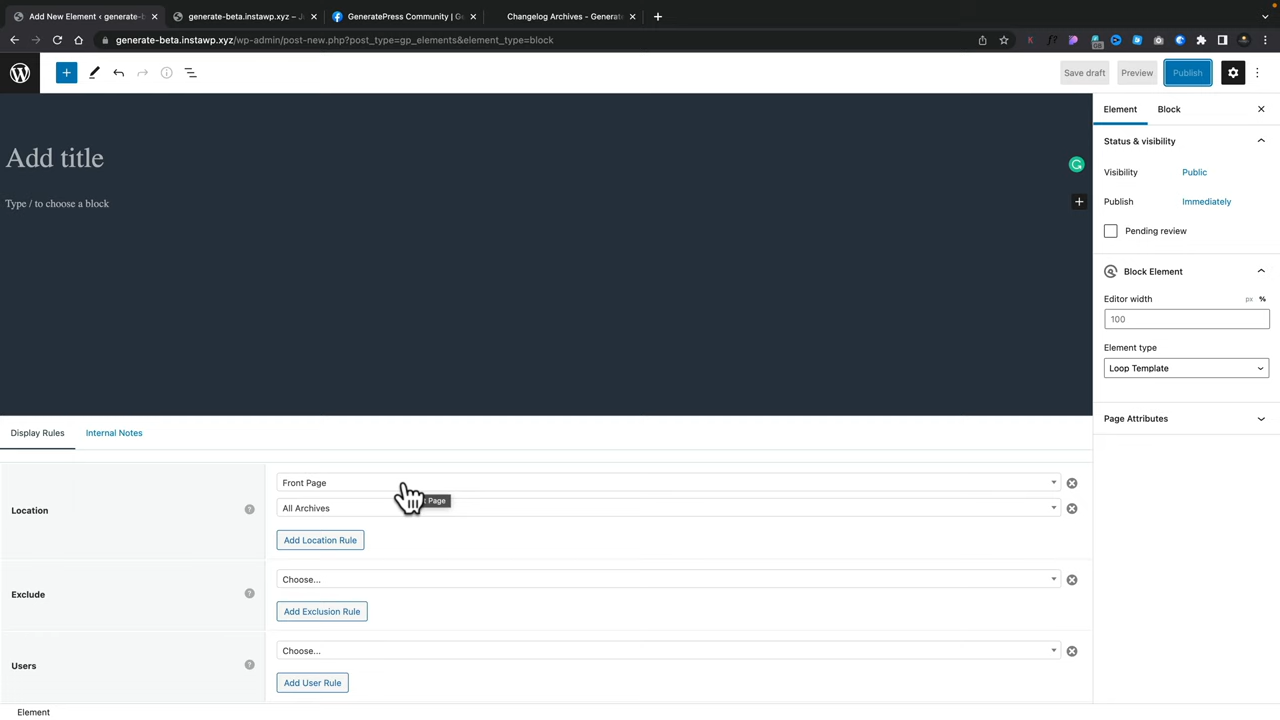 Add New Element ‹ generate-b
generate-beta.instawp.xyz –
GeneratePress Community | G
Changelog Archives - Generate
generate-beta.instawp.xyz/wp-admin/post-new.php?post_type=gp_elements&element_type=block
Save draft
Preview
Publish
Add title
Type / to choose a block
Element
Block
Status & visibility
Visibility
Public
Publish
Immediately
Pending review
Block Element
Editor width
px
%
100
Element type
Loop Template
Page Attributes
Display Rules
Internal Notes
Location
Front Page
Page
All Archives
Add Location Rule
Exclude
Choose...
Add Exclusion Rule
Users
Choose...
Add User Rule
Element